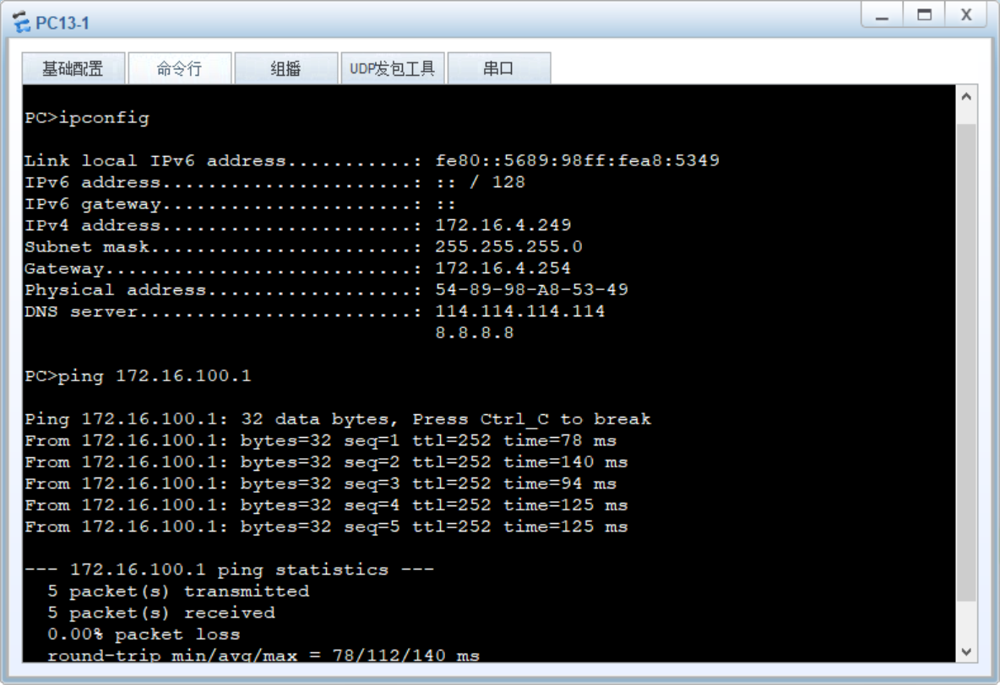 PC13-1
基础配置 命令行 组播 UDP发包工具 串口
PC>ipconfig
Link local IPv6 address...........: fe80::5689:98ff:fea8:5349
IPv6 address......................: :: / 128
IPv6 gateway......................: ::
IPv4 address......................: 172.16.4.249
Subnet mask.......................: 255.255.255.0
Gateway...........................: 172.16.4.254
Physical address..................: 54-89-98-A8-53-49
DNS server........................: 114.114.114.114
8.8.8.8
PC>ping 172.16.100.1
Ping 172.16.100.1: 32 data bytes, Press Ctrl_C to break
From 172.16.100.1: bytes=32 seq=1 ttl=252 time=78 ms
From 172.16.100.1: bytes=32 seq=2 ttl=252 time=140 ms
From 172.16.100.1: bytes=32 seq=3 ttl=252 time=94 ms
From 172.16.100.1: bytes=32 seq=4 ttl=252 time=125 ms
From 172.16.100.1: bytes=32 seq=5 ttl=252 time=125 ms
--- 172.16.100.1 ping statistics ---
5 packet(s) transmitted
5 packet(s) received
0.00% packet loss
round-trip min/avg/max = 78/112/140 ms